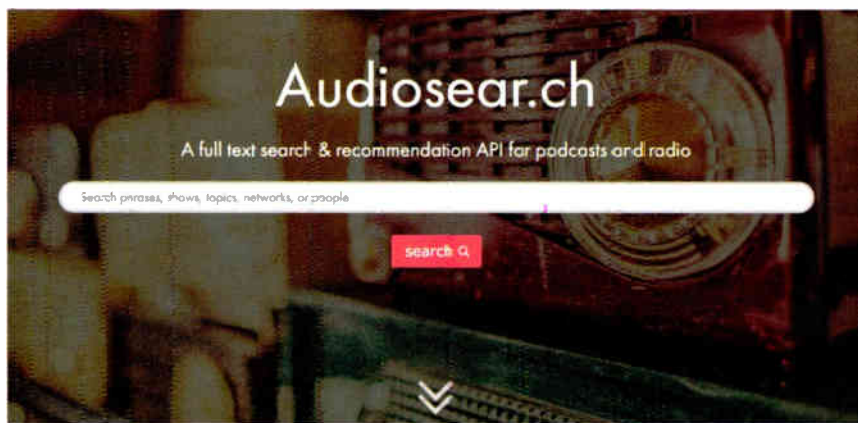 Audiosear.ch
A full text search & recommendation API for podcasts and radio
Search phrases, shows, topics, networks, or people
search